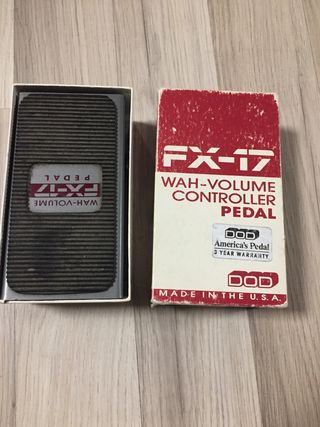 WAH-VOLUME
PEDAL
FX-17
FX-17
WAH-VOLUME
CONTROLLER
PEDAL
DOD
America's Pedal
3 YEAR WARRANTY
DOD
MADE IN THE U.S.A.